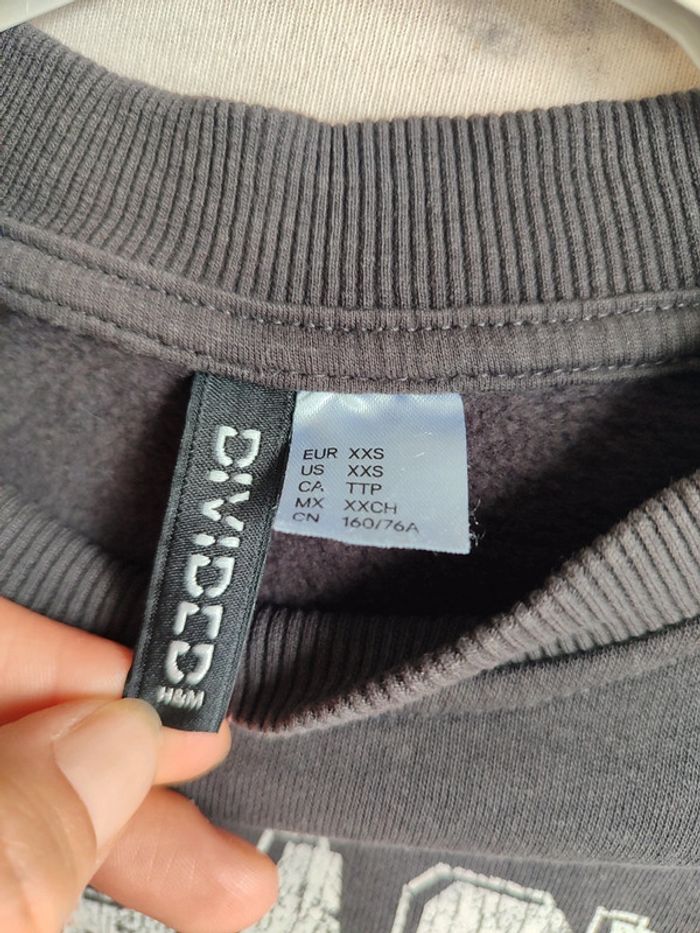 DIVIDED
H&M
EUR XXS
US XXS
CA TTP
MX XXCH
CN 160/76A